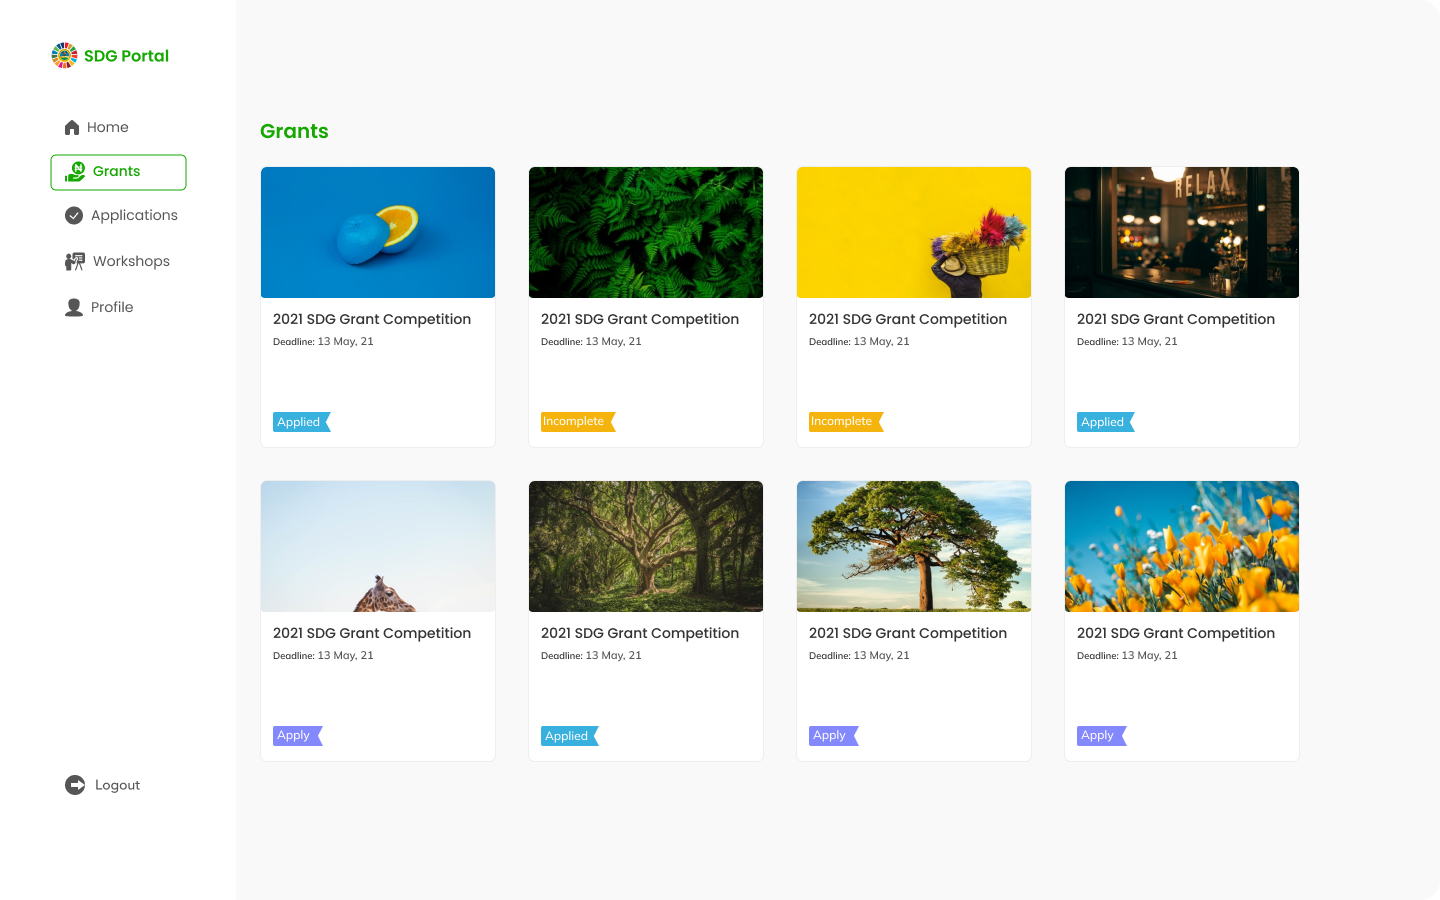 SDG Portal
Home
Grants
Applications
Workshops
Profile
Logout
Grants
RELAX
2021 SDG Grant Competition
Deadline: 13 May, 21
Applied
2021 SDG Grant Competition
Deadline: 13 May, 21
Incomplete
2021 SDG Grant Competition
Deadline: 13 May, 21
Incomplete
2021 SDG Grant Competition
Deadline: 13 May, 21
Applied
2021 SDG Grant Competition
Deadline: 13 May, 21
Apply
2021 SDG Grant Competition
Deadline: 13 May, 21
Applied
2021 SDG Grant Competition
Deadline: 13 May, 21
Apply
2021 SDG Grant Competition
Deadline: 13 May, 21
Apply